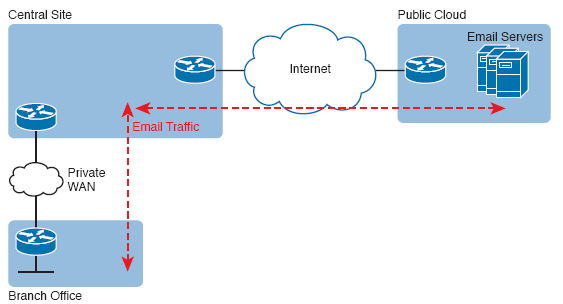 Central Site
Public Cloud
Email Servers
Internet
Email Traffic
Private
WAN
Branch Office